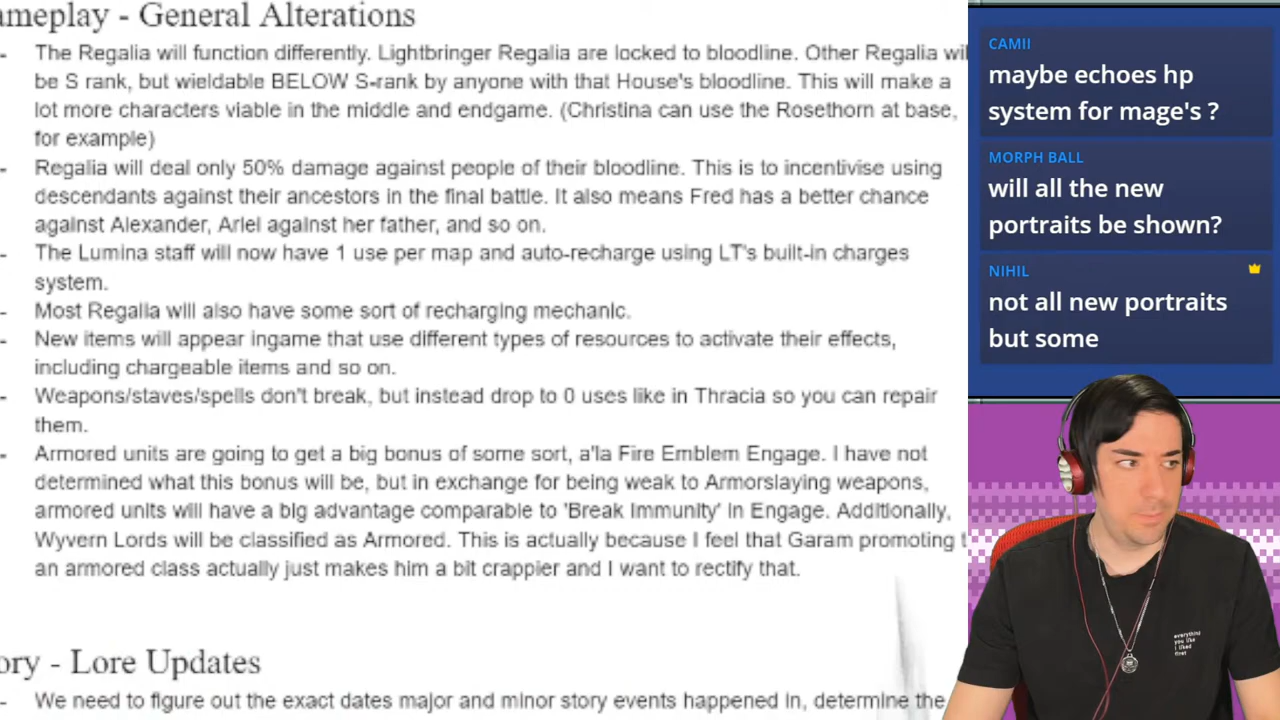 ameplay - General Alterations
- The Regalia will function differently. Lightbringer Regalia are locked to bloodline. Other Regalia wil
be S rank, but wieldable BELOW S-rank by anyone with that House's bloodline. This will make a
lot more characters viable in the middle and endgame. (Christina can use the Rosethorn at base,
for example)
- Regalia will deal only 50% damage against people of their bloodline. This is to incentivise using
descendants against their ancestors in the final battle. It also means Fred has a better chance
against Alexander, Ariel against her father, and so on.
- The Lumina staff will now have 1 use per map and auto-recharge using LT's built-in charges
system.
- Most Regalia will also have some sort of recharging mechanic.
- New items will appear ingame that use different types of resources to activate their effects,
including chargeable items and so on.
- Weapons/staves/spells don't break, but instead drop to 0 uses like in Thracia so you can repair
them.
- Armored units are going to get a big bonus of some sort, a'la Fire Emblem Engage. I have not
determined what this bonus will be, but in exchange for being weak to Armorslaying weapons,
armored units will have a big advantage comparable to 'Break Immunity' in Engage. Additionally,
Wyvern Lords will be classified as Armored. This is actually because I feel that Garam promoting t
an armored class actually just makes him a bit crappier and I want to rectify that.
ory - Lore Updates
- We need to figure out the exact dates major and minor story events happened in, determine the
CAMII
maybe echoes hp
system for mage's ?
MORPH BALL
will all the new
portraits be shown?
NIHIL
not all new portraits
but some
everything
you like
i liked
first